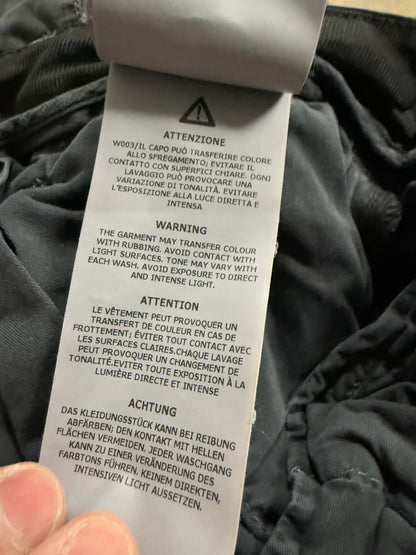 ATTENZIONE
W003/IL CAPO PUÒ TRASFERIRE COLORE
ALLO SFREGAMENTO; EVITARE IL
CONTATTO CON SUPERFICI CHIARE. OGNI
LAVAGGIO PUÒ PROVOCARE UNA
VARIAZIONE DI TONALITÀ. EVITARE
L'ESPOSIZIONE ALLA LUCE DIRETTA E
INTENSA
WARNING
THE GARMENT MAY TRANSFER COLOUR
WITH RUBBING. AVOID CONTACT WITH
LIGHT SURFACES. TONE MAY VARY WITH
EACH WASH. AVOID EXPOSURE TO DIRECT
AND INTENSE LIGHT.
ATTENTION
LE VÊTEMENT PEUT PROVOQUER UN
TRANSFERT DE COULEUR EN CAS DE
FROTTEMENT; ÉVITER TOUT CONTACT AVEC
LES SURFACES CLAIRES.CHAQUE LAVAGE
PEUT PROVOQUER UN CHANGEMENT DE
TONALITÉ.EVITER TOUTE EXPOSITION À LA
LUMIÈRE DIRECTE ET INTENSE
ACHTUNG
DAS KLEIDUNGSSTÜCK KANN BEI REIBUNG
ABFÄRBEN; DEN KONTAKT MIT HELLEN
FLÄCHEN VERMEIDEN. JEDER WASCHGANG
KANN ZU EINER VERÄNDERUNG DES
FARBTONS FÜHREN. KEINEM DIREKTEN,
INTENSIVEN LICHT AUSSETZEN.